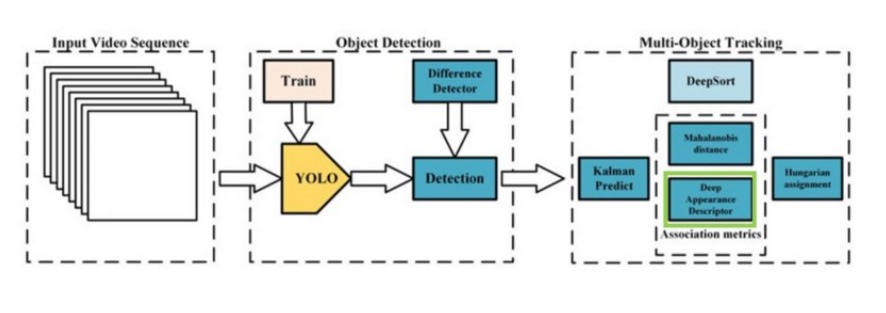 Input Video Sequence
Object Detection
Train
Difference
Detector
YOLO
Detection
Multi-Object Tracking
DeepSort
Kalman
Predict
Mahalanobis
distance
Deep
Appearance
Descriptor
Association metrics
Hungarian
assignment